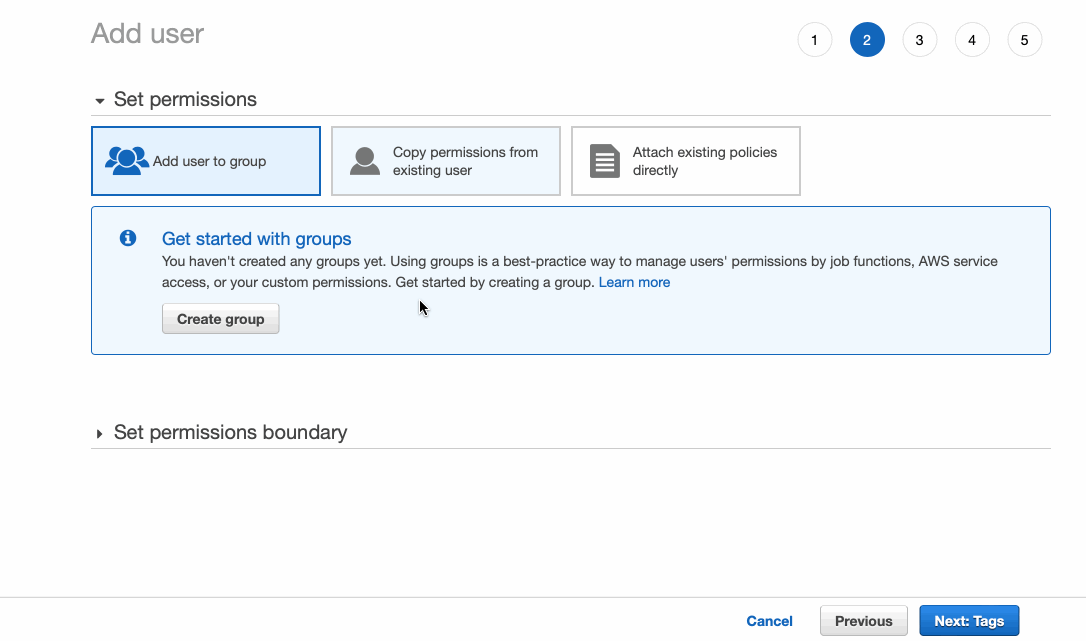 Add user
1 2 3 4 5
Set permissions
Add user to group
Copy permissions from
existing user
Attach existing policies
directly
Get started with groups
You haven't created any groups yet. Using groups is a best-practice way to manage users' permissions by job functions, AWS service
access, or your custom permissions. Get started by creating a group. Learn more
Create group
Set permissions boundary
Cancel Previous Next: Tags